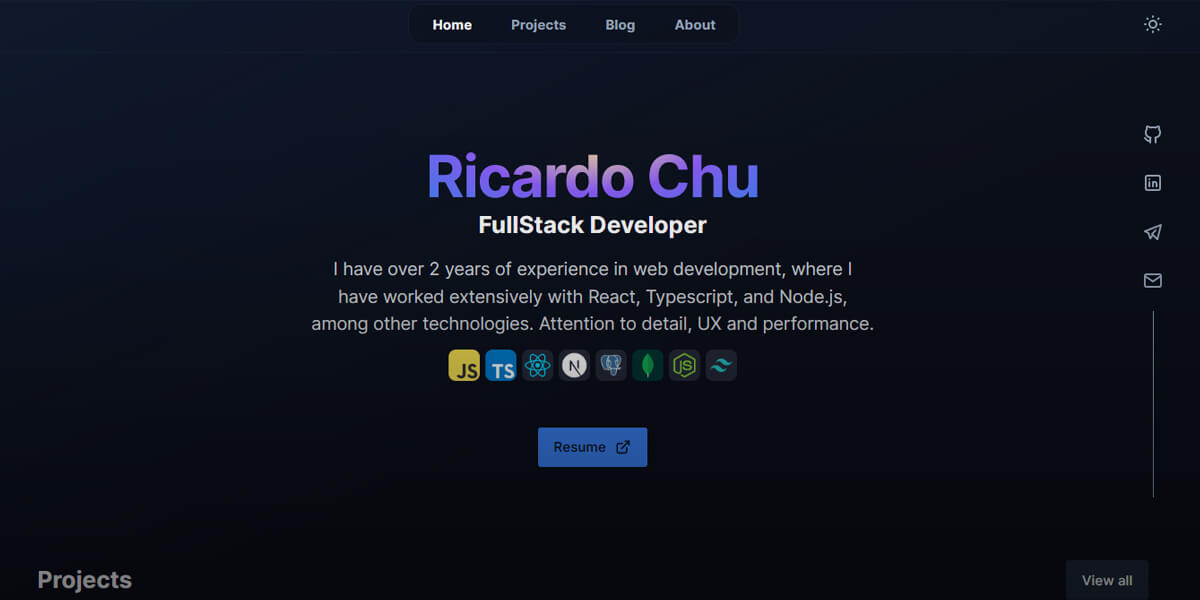 Home Projects Blog About
Ricardo Chu
FullStack Developer
I have over 2 years of experience in web development, where I
have worked extensively with React, Typescript, and Node.js,
among other technologies. Attention to detail, UX and performance.
JS TS N JS
Resume
Projects View all